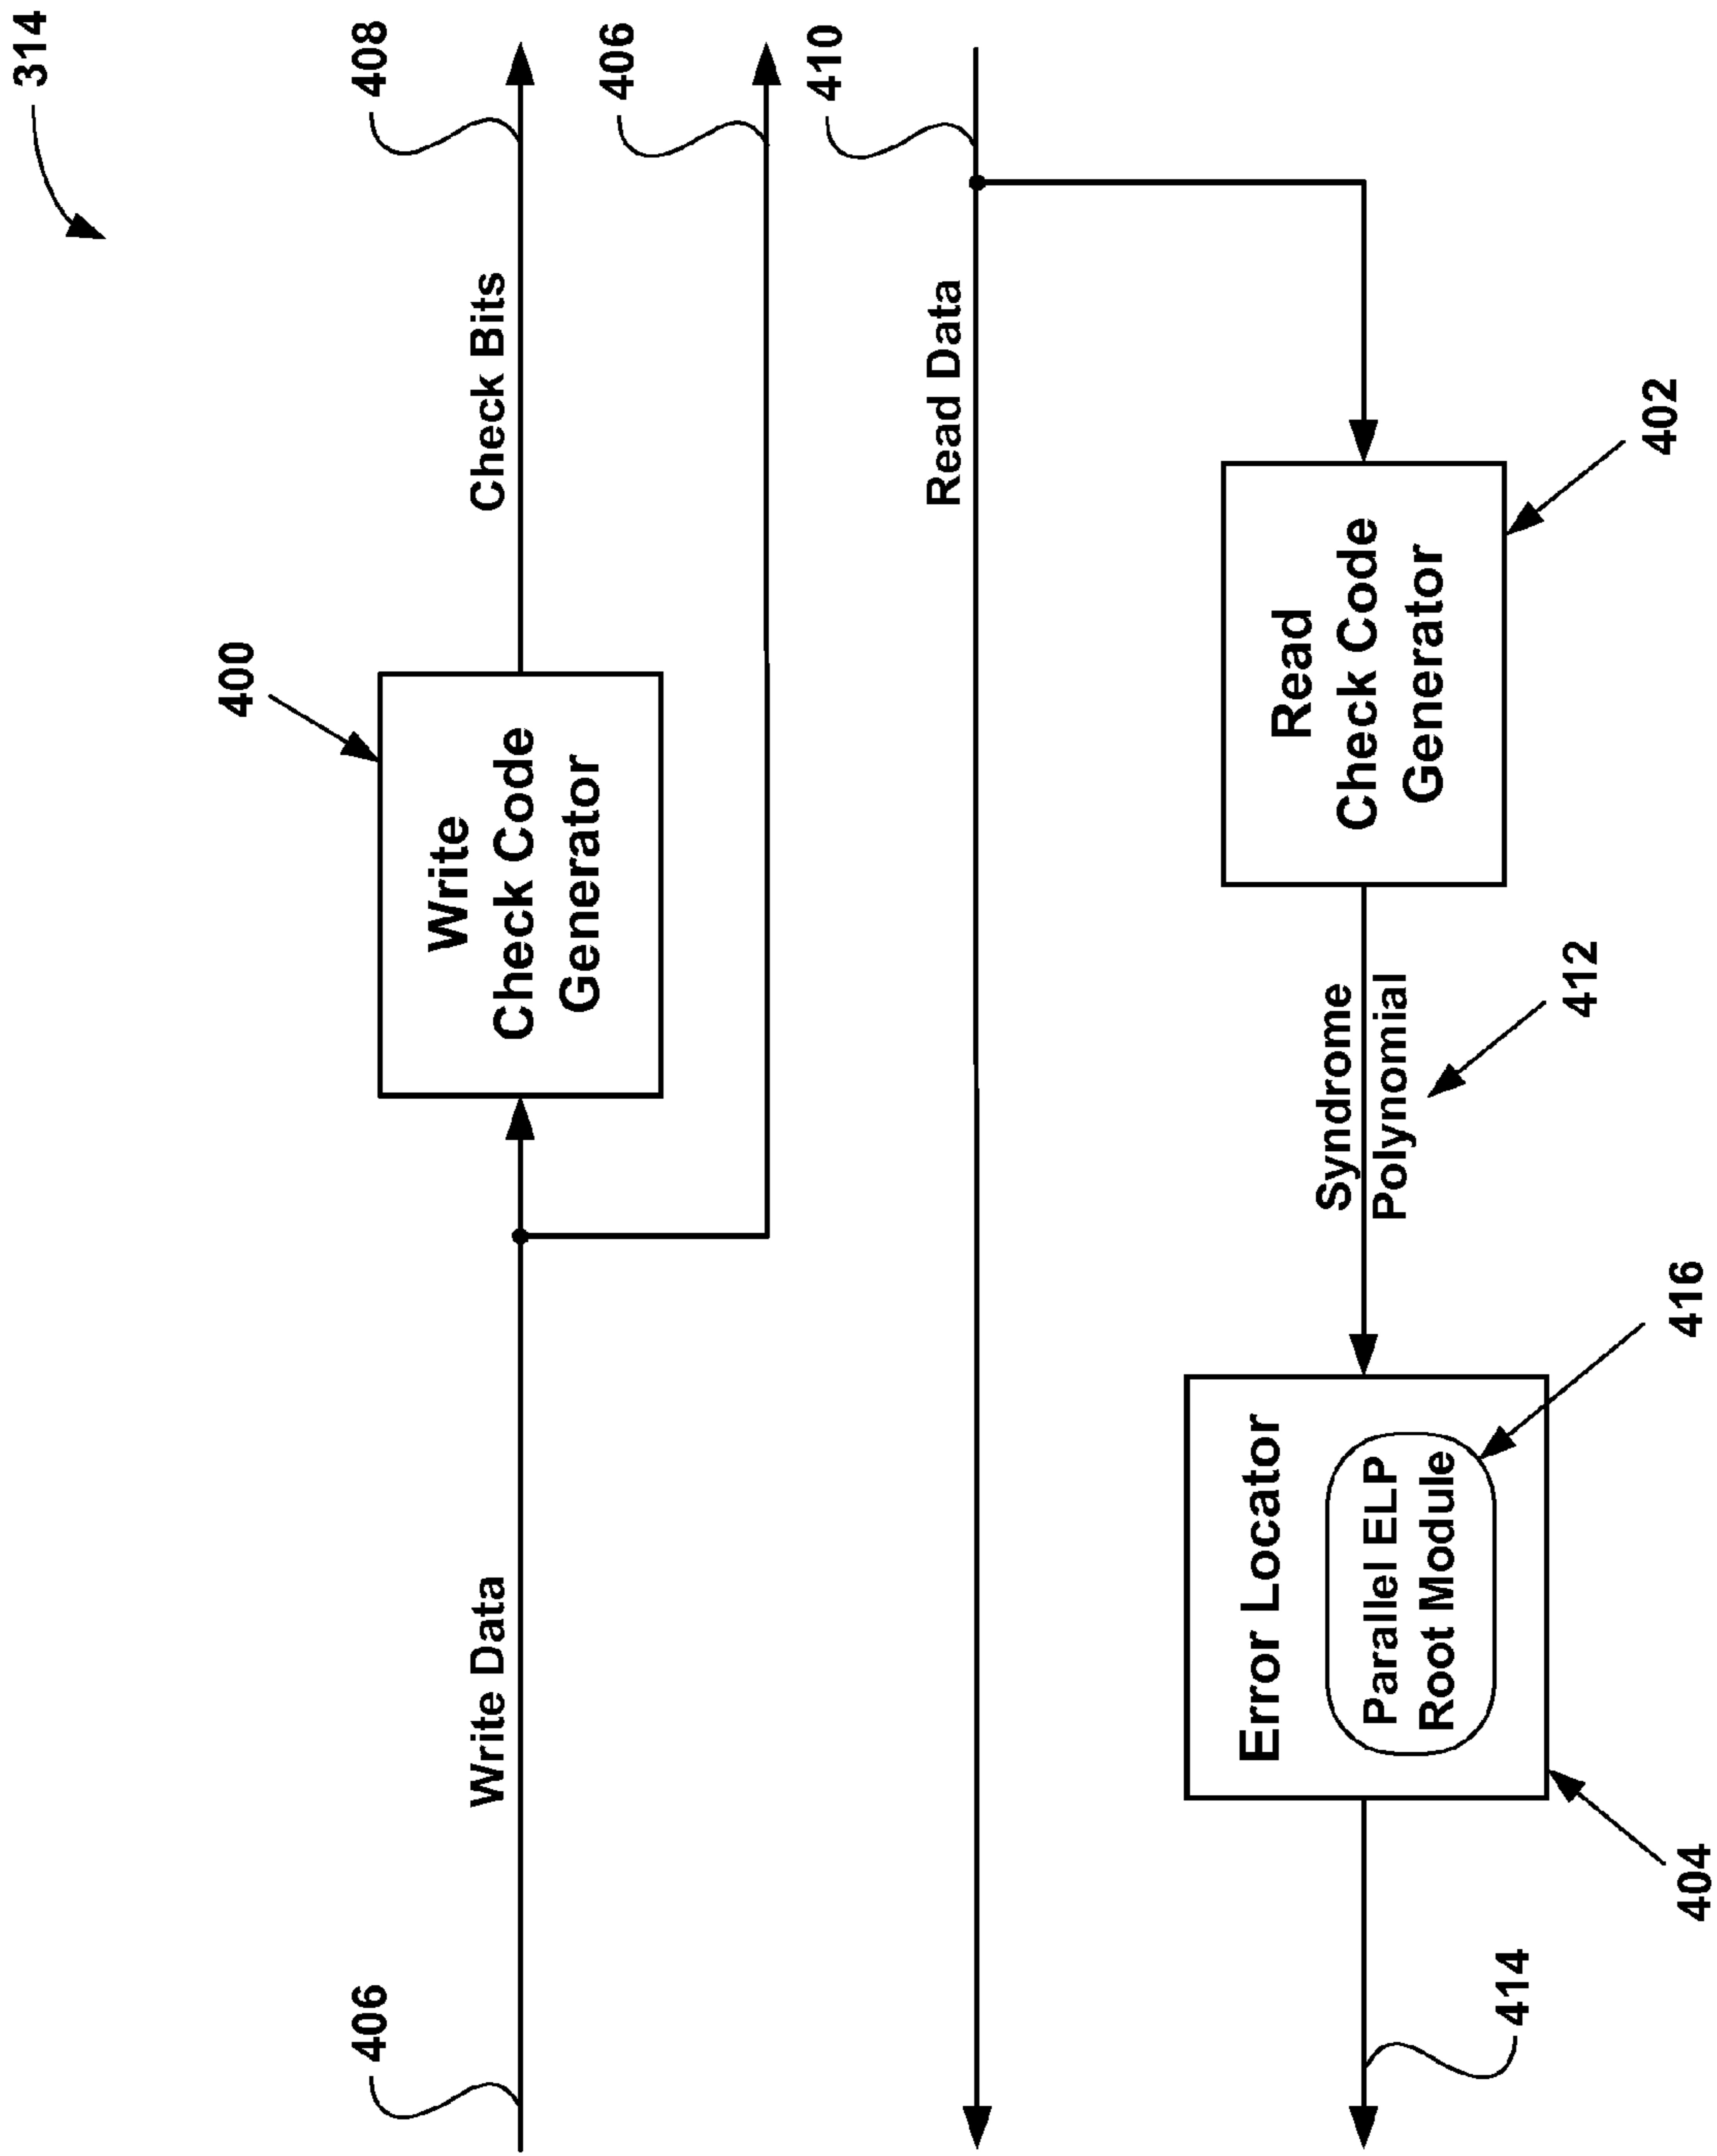 314
400
406
408
Write Data
Write
Check Code
Generator
Check Bits
406
410
Read Data
Error Locator
Parallel ELP
Root Module
Syndrome
Polynomial
Read
Check Code
Generator
414
404
416
412
402